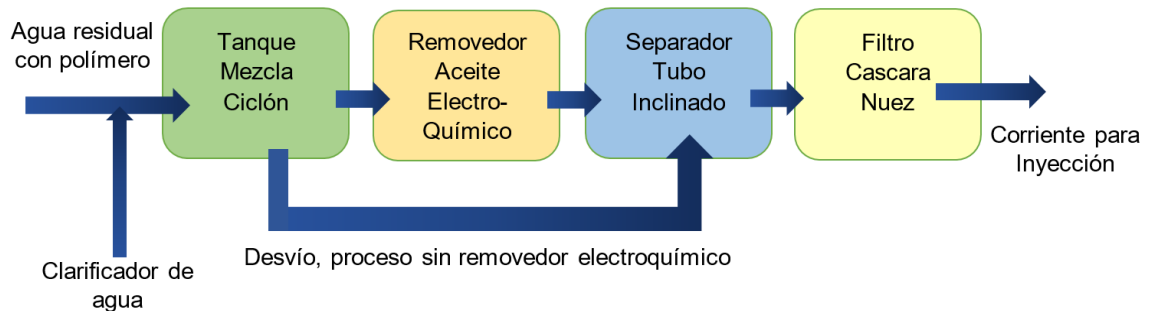 Agua residual
con polímero
Tanque
Mezcla
Ciclón
Removedor
Aceite
Electro-
Químico
Separador
Tubo
Inclinado
Filtro
Cascara
Nuez
Corriente para
Inyección
Desvío, proceso sin removedor electroquímico
Clarificador de
agua